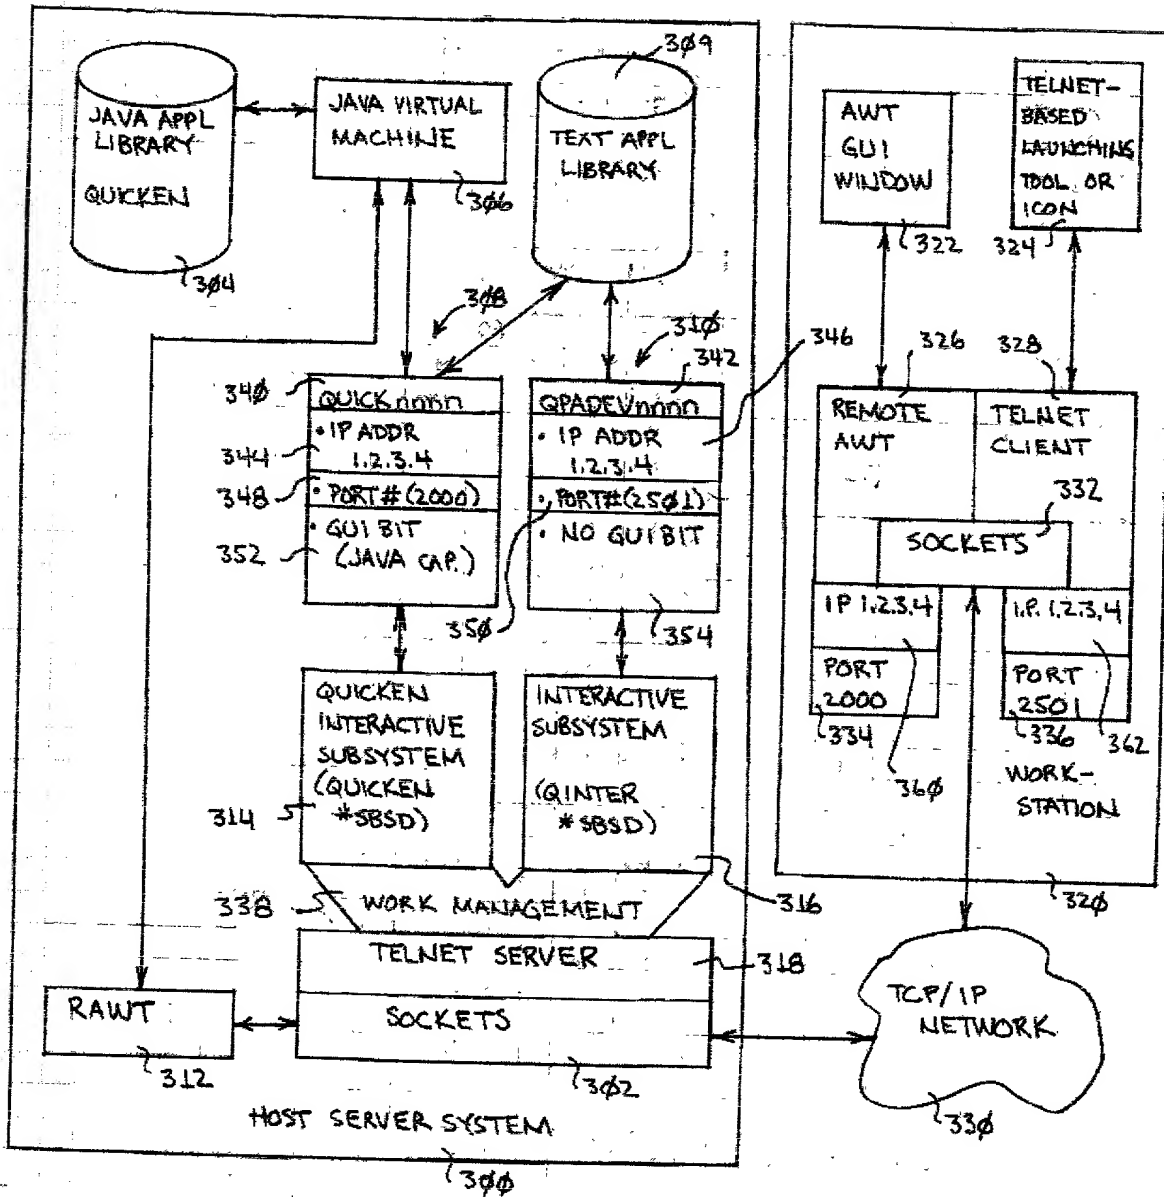 3Ø9
JAVA APPL
LIBRARY
QUICKEN
3Ø4
JAVA VIRTUAL
MACHINE
3Ø6
TEXT APPL
LIBRARY
AWT
GUI
WINDOW
322
TELNET-
BASED
LAUNCHING
TOOL OR
ICON
324
3Ø8
31Ø
34Ø
342
346
QUICKnnnn
• IP ADDR
1.2.3.4
344
• PORT#(2000)
348
• GUI BIT
(JAVA CAP.)
352
QPADEVnnnn
• IP ADDR
1.2.3.4
• PORT#(25Ø1)
• NO GUI BIT
35Ø
354
326
328
REMOTE
AWT
TELNET
CLIENT
332
SOCKETS
IP 1.2.3.4
PORT
2000
334
36Ø
I.P. 1.2.3.4
PORT
2501
336
362
WORK-
STATION
32Ø
QUICKEN
INTERACTIVE
SUBSYSTEM
(QUICKEN
*SBSD)
314
INTERACTIVE
SUBSYSTEM
(QINTER
*SBSD)
316
338
WORK MANAGEMENT
TELNET SERVER
318
SOCKETS
3Ø2
RAWT
312
TCP/IP
NETWORK
33Ø
HOST SERVER SYSTEM
3ØØ